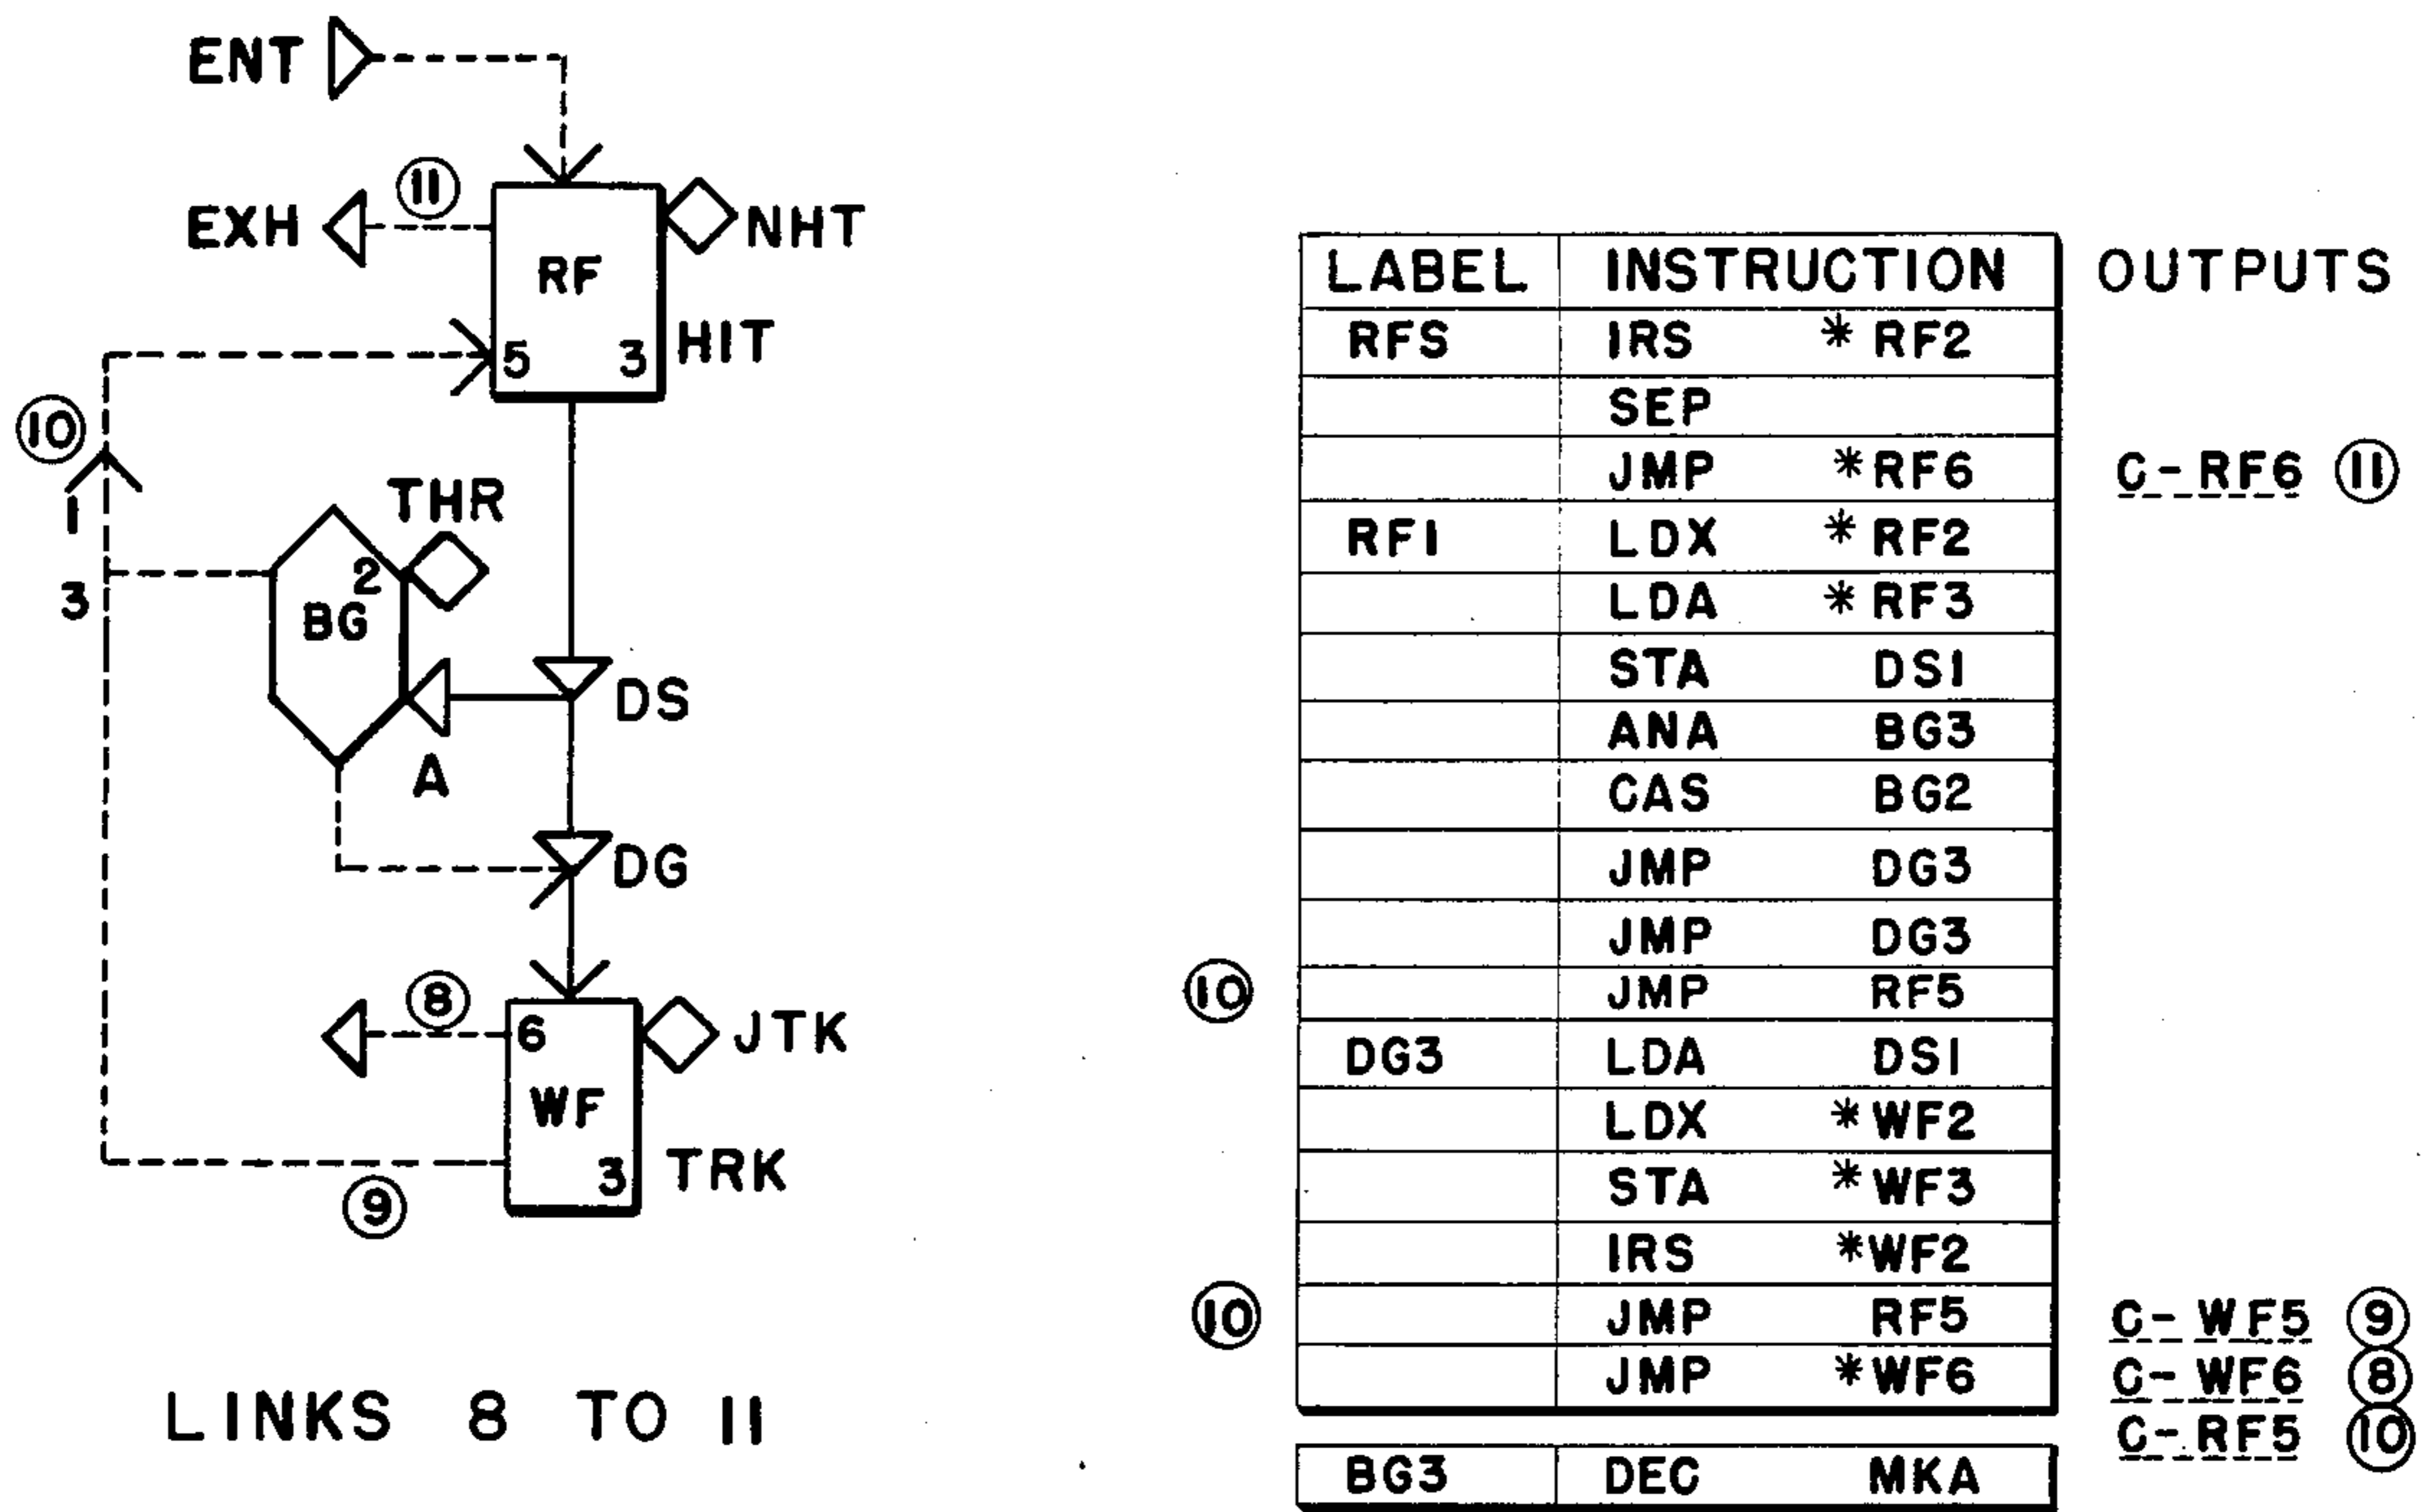 ENT
11
EXH
NHT
RF
HIT
5 3
10
1
THR
2
3
BG
DS
A
DG
8
6
JTK
WF
3
TRK
9
LINKS 8 TO 11
LABEL INSTRUCTION OUTPUTS
RFS IRS * RF2
SEP
JMP *RF6 C-RF6 11
RF1 LDX * RF2
LDA * RF3
STA DS1
ANA BG3
CAS BG2
JMP DG3
JMP DG3
10 JMP RF5
DG3 LDA DS1
LDX *WF2
STA *WF3
IRS *WF2
10 JMP RF5 C-WF5 9
JMP *WF6 C-WF6 8
C-RF5 10
BG3 DEC MKA